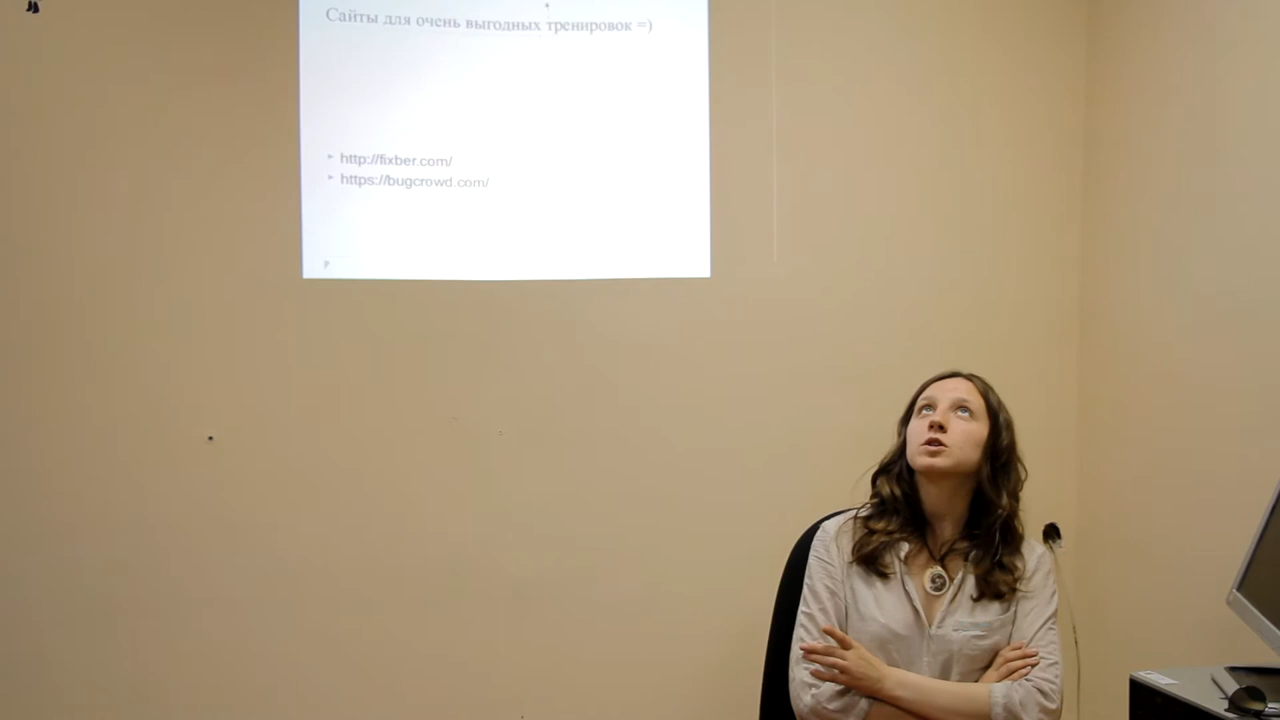 Сайты для очень выгодных тренировок =)
http://fixber.com/
https://bugcrowd.com/